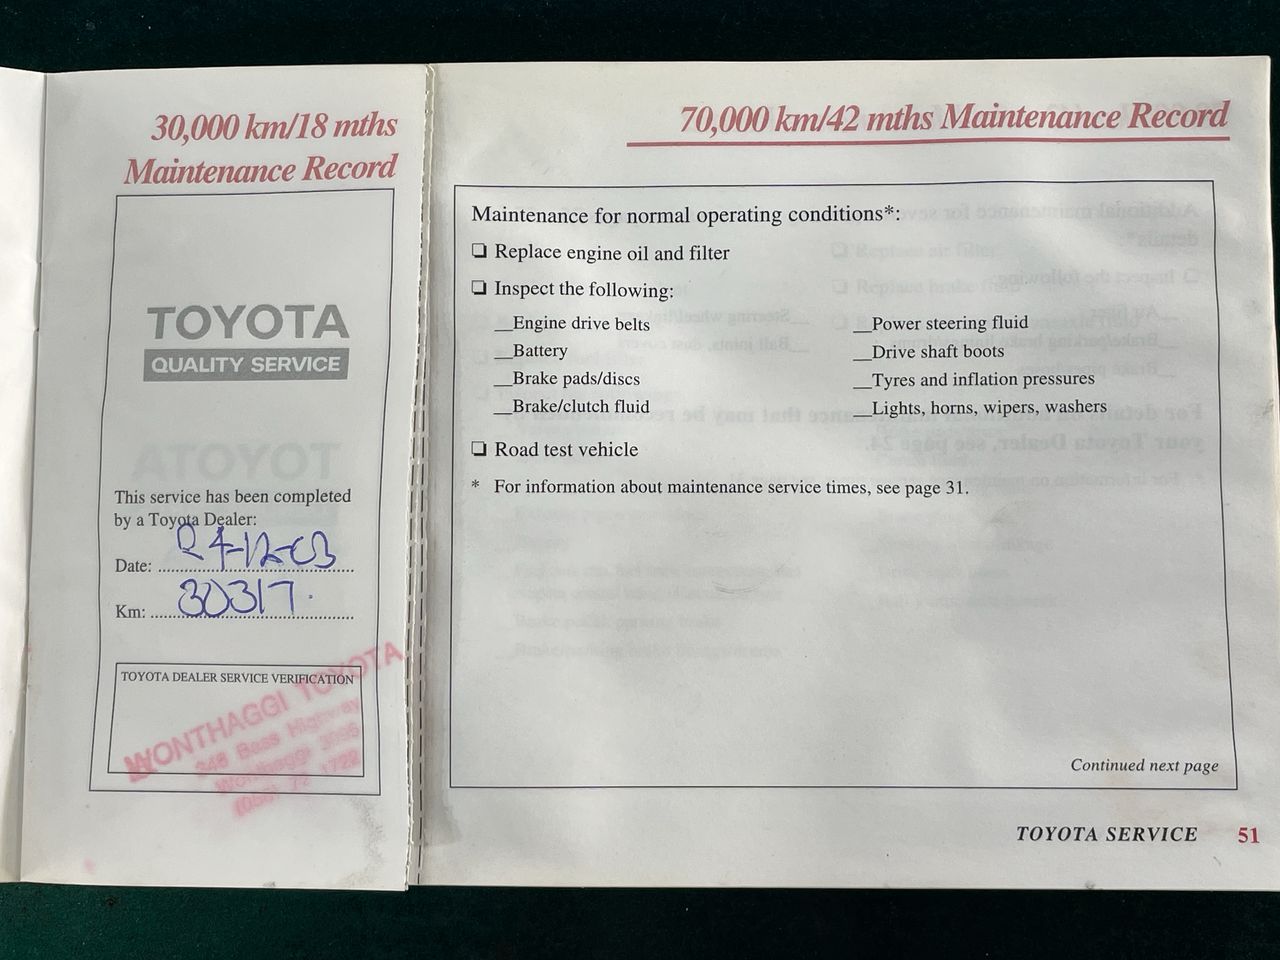 30,000 km/18 mths
Maintenance Record
TOYOTA
QUALITY SERVICE
This service has been completed
by a Toyota Dealer:
Date:
Km: 30317.
TOYOTA DEALER SERVICE VERIFICATION
WONTHAGGI TOYOTA
Bass Highway
Wonthaggi
70,000 km/42 mths Maintenance Record
Maintenance for normal operating conditions*:
❏ Replace engine oil and filter
❏ Inspect the following:
__Engine drive belts
__Battery
__Brake pads/discs
__Brake/clutch fluid
__Power steering fluid
__Drive shaft boots
__Tyres and inflation pressures
__Lights, horns, wipers, washers
❏ Road test vehicle
* For information about maintenance service times, see page 31.
Continued next page
TOYOTA SERVICE 51